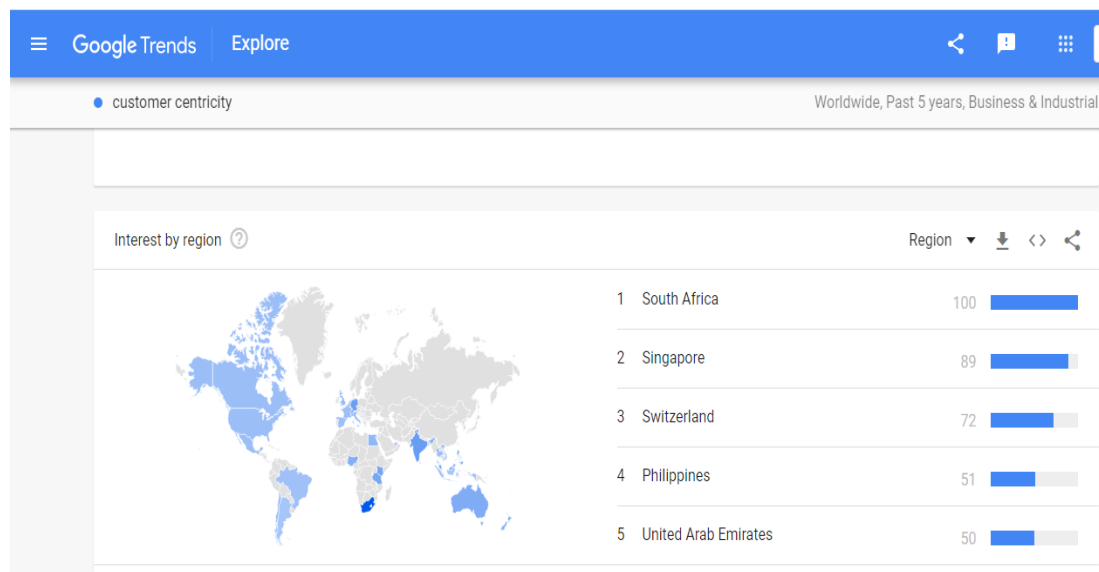 Google Trends Explore
customer centricity Worldwide, Past 5 years, Business & Industrial
Interest by region ? Region
1 South Africa 100
2 Singapore 89
3 Switzerland 72
4 Philippines 51
5 United Arab Emirates 50